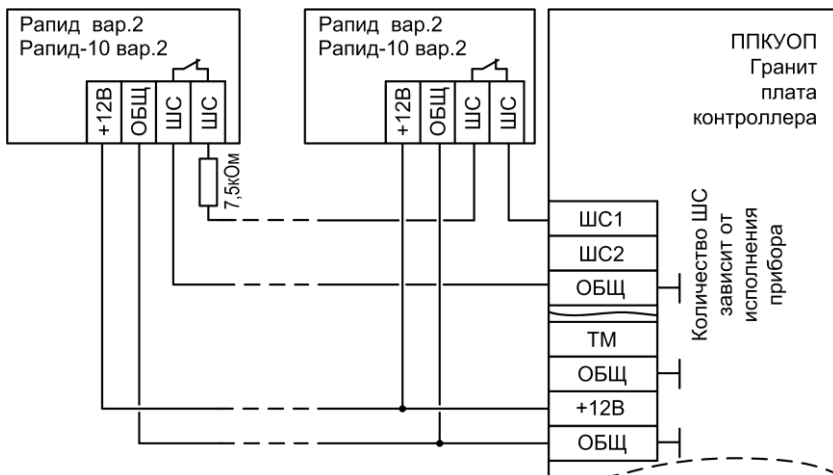 Рапид вар.2
Рапид-10 вар.2
+12В
ОБЩ
ШС
ШС
7,5кОм
Рапид вар.2
Рапид-10 вар.2
+12В
ОБЩ
ШС
ШС
ППКУОП
Гранит
плата
контроллера
ШС1
ШС2
ОБЩ
ТМ
ОБЩ
+12В
ОБЩ
Количество ШС
зависит от
исполнения
прибора